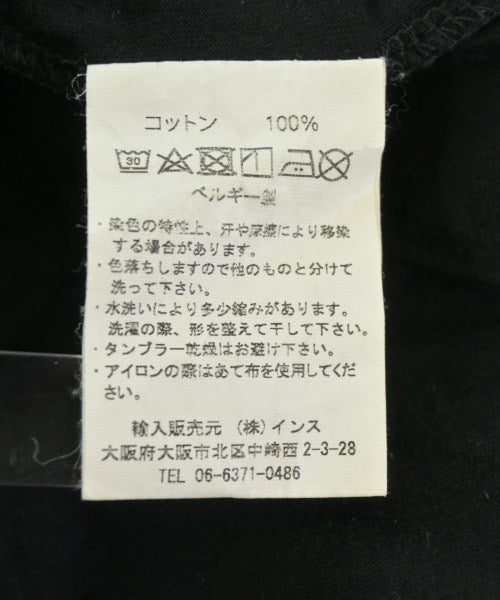 コットン 100%
30
ベルギー製
・染色の特性上、汗や摩擦により移染
する場合があります。
・色落ちしますので他のものと分けて
洗って下さい。
・水洗いにより多少縮みがあります。
洗濯の際、形を整えて干して下さい。
・タンブラー乾燥はお避け下さい。
・アイロンの際はあて布を使用してくだ
さい。
輸入販売元 (株)インス
大阪府大阪市北区中崎西2-3-28
TEL 06-6371-0486